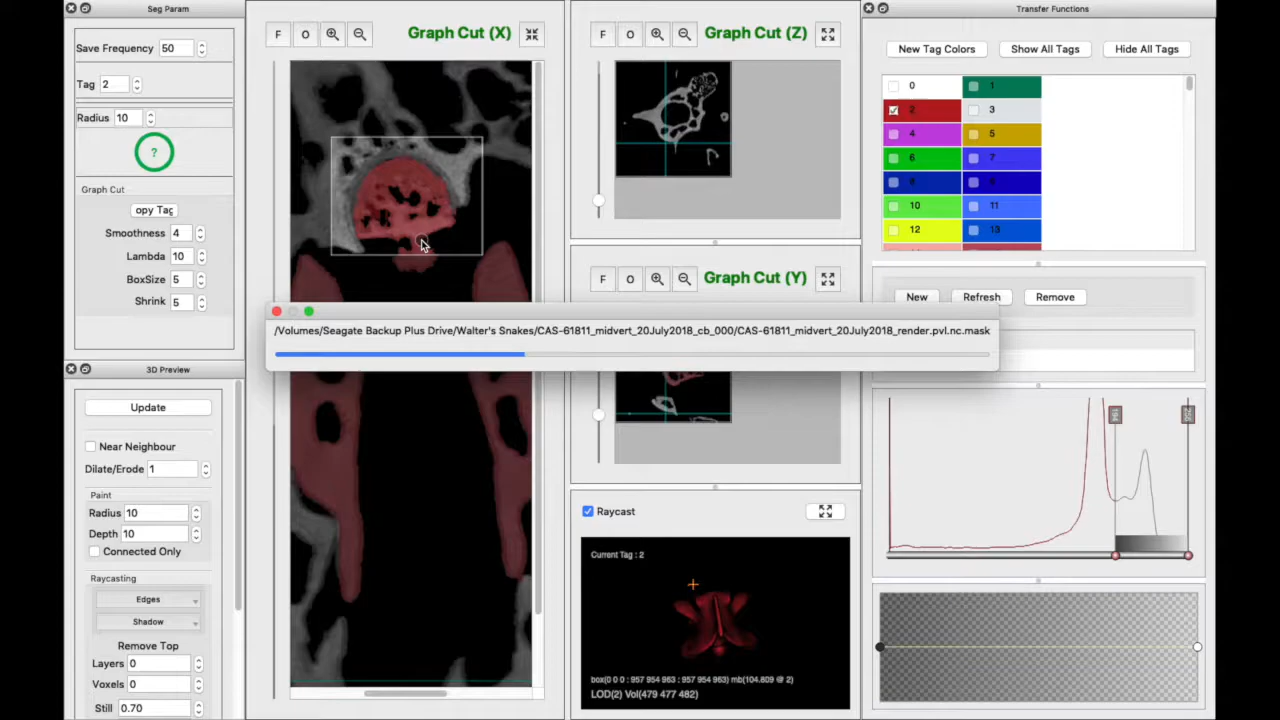 Seg Param
Save Frequency 50
Tag 2
Radius 10
?
Graph Cut
opy Tag
Smoothness 4
Lambda 10
BoxSize 5
Shrink 5
3D Preview
Update
Near Neighbour
Dilate/Erode 1
Paint
Radius 10
Depth 10
Connected Only
Raycasting
Edges
Shadow
Remove Top
Layers 0
Voxels 0
Still 0.70
F O Graph Cut (X)
/Volumes/Seagate Backup Plus Drive/Walter's Snakes/CAS-61811_midvert_20July2018_cb_000/CAS-61811_midvert_20July2018_render.pvl.nc.mask
F O Graph Cut (Z)
F O Graph Cut (Y)
Raycast
Current Tag : 2
box(0 0 0 : 957 954 963 : 957 954 963) mb(104.809 @ 2)
LOD(2) Vol(479 477 482)
Transfer Functions
New Tag Colors Show All Tags Hide All Tags
0 1
2 3
4 5
6 7
8 9
10 11
12 13
New Refresh Remove
194 255